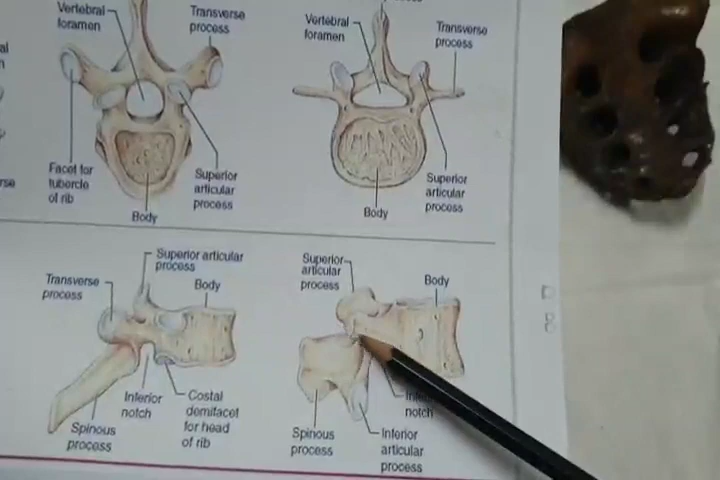 Vertebral
foramen
Transverse
process
Facet for
tubercle
of rib
Superior
articular
process
Body
Vertebral
foramen
Transverse
process
Superior
articular
process
Body
Superior articular
process
Transverse
process
Body
Inferior
notch
Costal
demifacet
for head
of rib
Spinous
process
Superior
articular
process
Body
notch
Spinous
process
Inferior
articular
process